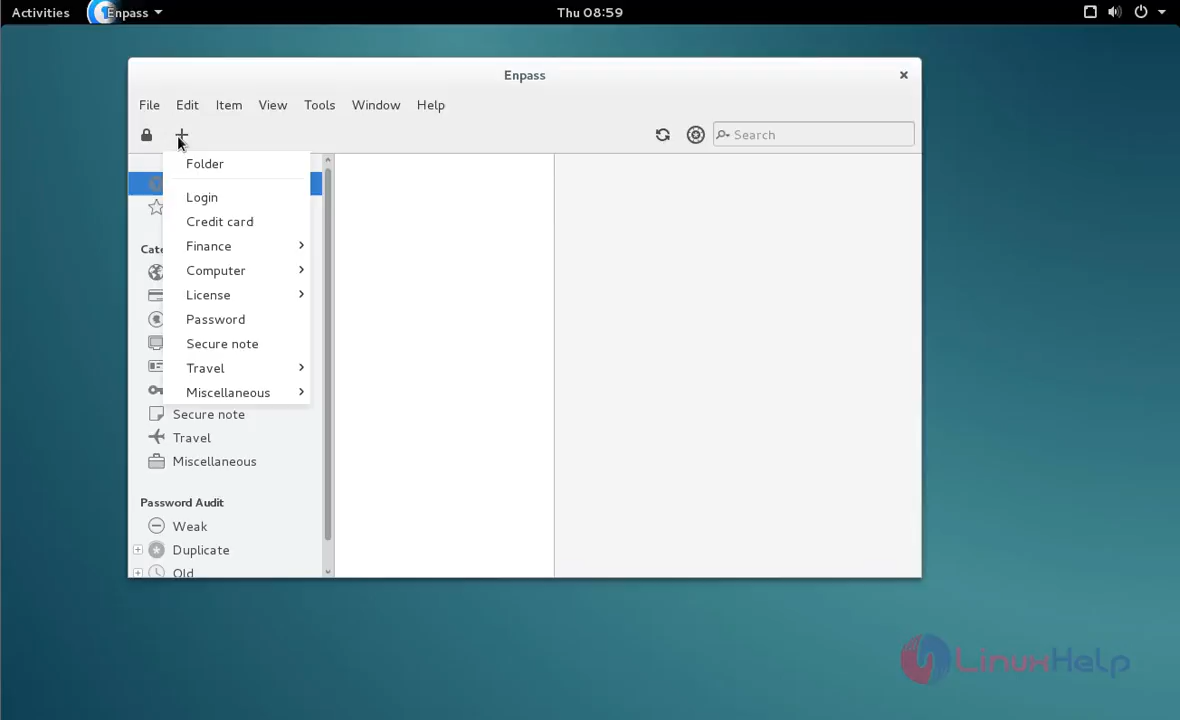 Activities
Enpass
Thu 08:59
Enpass
File Edit Item View Tools Window Help
Search
Folder
Login
Credit card
Finance
Computer
License
Password
Secure note
Travel
Miscellaneous
Cate
Secure note
Travel
Miscellaneous
Password Audit
Weak
Duplicate
Old
LinuxHelp